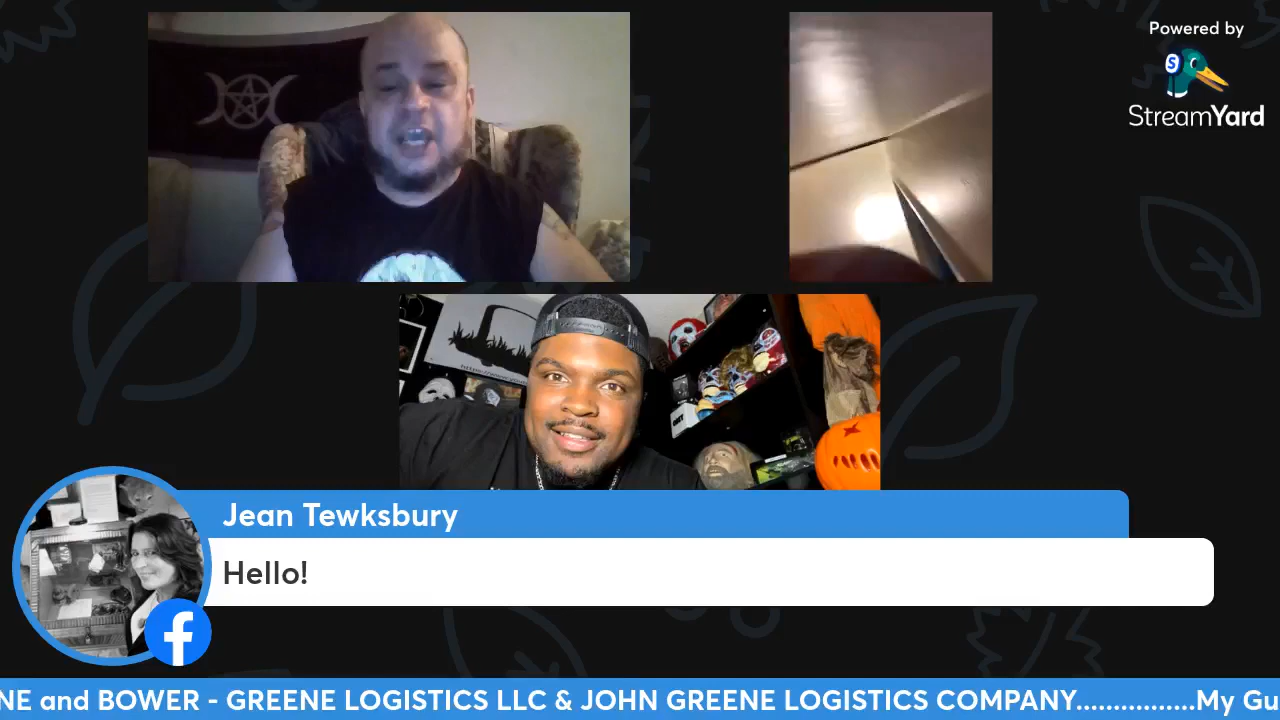 Powered by
StreamYard
Jean Tewksbury
Hello!
NE and BOWER - GREENE LOGISTICS LLC & JOHN GREENE LOGISTICS COMPANY................My Gu